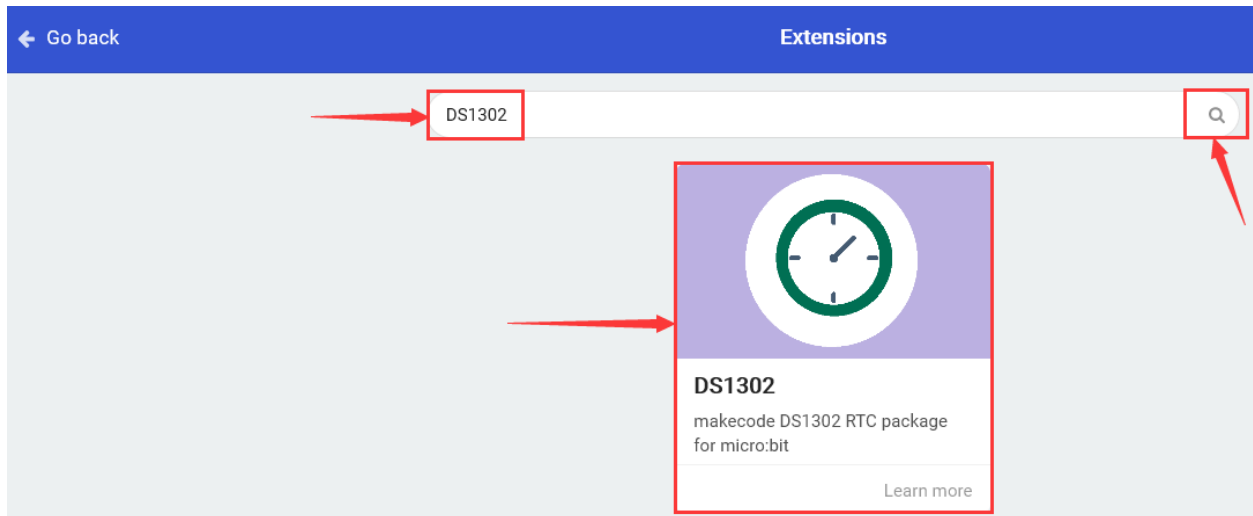 Go back
Extensions
DS1302
DS1302
makecode DS1302 RTC package
for micro:bit
Learn more